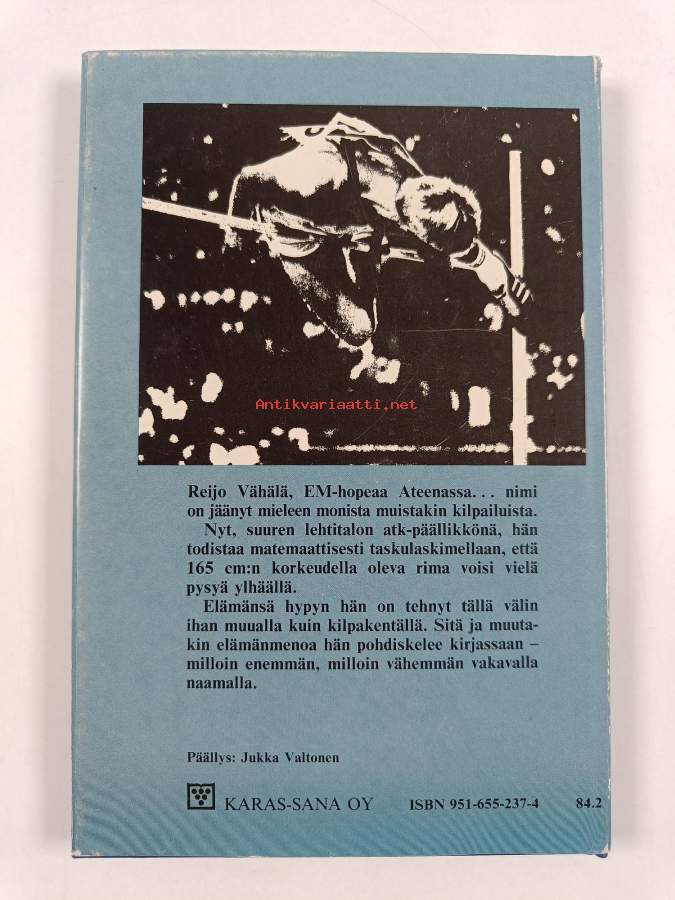 Antikvariaatti.net
Reijo Vähälä, EM-hopeaa Ateenassa... nimi
on jäänyt mieleen monista muistakin kilpailuista.
Nyt, suuren lehtitalon atk-päällikkönä, hän
todistaa matemaattisesti taskulaskimellaan, että
165 cm:n korkeudella oleva rima voisi vielä
pysyä ylhäällä.
Elämänsä hypyn hän on tehnyt tällä välin
ihan muualla kuin kilpakentällä. Sitä ja muuta-
kin elämänmenoa hän pohdiskelee kirjassaan –
milloin enemmän, milloin vähemmän vakavalla
naamalla.
Päällys: Jukka Valtonen
KARAS-SANA OY ISBN 951-655-237-4 84.2